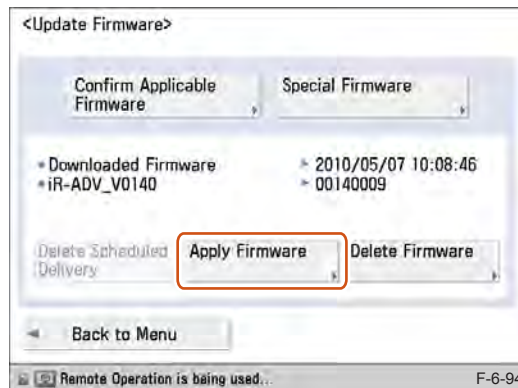 <Update Firmware>
Confirm Applicable
Firmware
Special Firmware
Downloaded Firmware
2010/05/07 10:08:46
iR-ADV_V0140
00140009
Delete Scheduled
Delivery
Apply Firmware
Delete Firmware
Back to Menu
Remote Operation is being used...
F-6-94